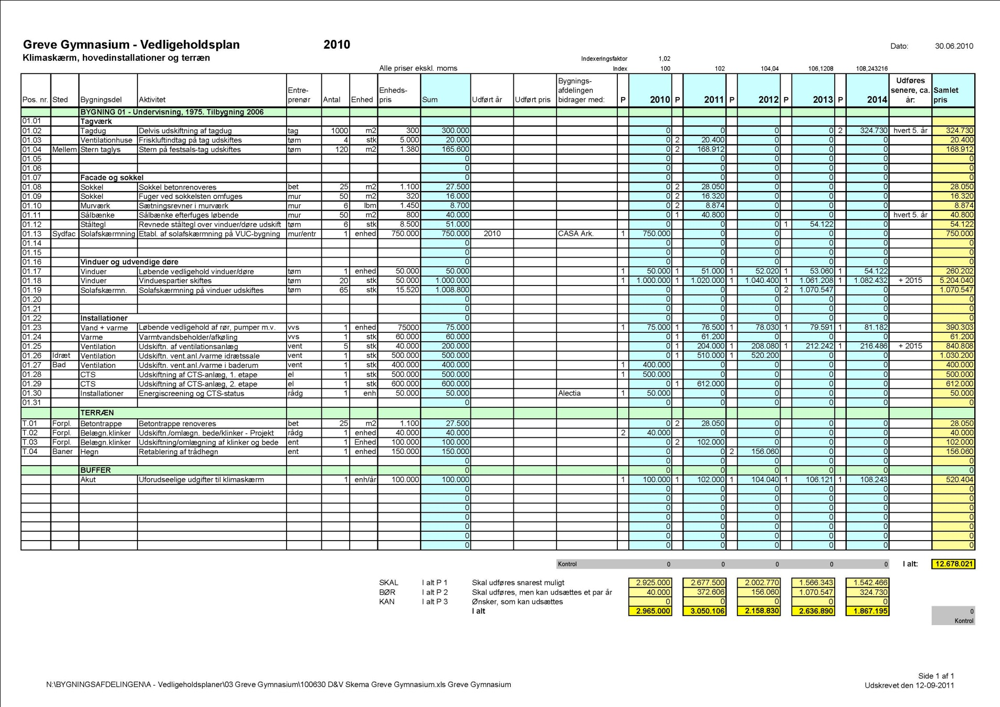 Greve Gymnasium - Vedligeholdsplan 2010 Dato: 30.06.2010
Klimaskærm, hovedinstallationer og terræn Indexeringsfaktor 1,02
Alle priser ekskl. moms Index 100 102 104,04 106,1208 108,243216
Pos. nr. Sted Bygningsdel Aktivitet Entre-prenør Antal Enhed Enheds-pris Sum Udført år Udført pris Bygnings-afdelingen bidrager med: P 2010 P 2011 P 2012 P 2013 P 2014 Udføres senere, ca. år: Samlet pris
BYGNING 01 - Undervisning, 1975. Tilbygning 2006
01.01 Tagværk
01.02 Tagdug Delvis udskiftning af tagdug tag 1000 m2 300 300.000 0 0 0 0 2 324.730 hvert 5. år 324.730
01.03 Ventilationhuse Friskluftindtag på tag udskiftes tøm 4 stk 5.000 20.000 0 2 20.400 0 0 0 20.400
01.04 Mellem Stern taglys Stern på festsals-tag udskiftes tøm 120 m2 1.380 165.600 0 2 168.912 0 0 0 168.912
01.05 0 0 0 0 0 0 0
01.06 0 0 0 0 0 0 0
01.07 Facade og sokkel 0 0 0 0 0 0 0
01.08 Sokkel Sokkel betonrenoveres bet 25 m2 1.100 27.500 0 2 28.050 0 0 0 28.050
01.09 Sokkel Fuger ved sokkelsten omfuges mur 50 m2 320 16.000 0 2 16.320 0 0 0 16.320
01.10 Murværk Sætningsrevner i murværk mur 6 lbm 1.450 8.700 0 2 8.874 0 0 0 8.874
01.11 Sålbænke Sålbænke efterfuges løbende mur 50 m2 800 40.000 0 1 40.800 0 0 0 hvert 5. år 40.800
01.12 Ståltegl Revnede ståltegl over vinduer/døre udskift tøm 6 stk 8.500 51.000 0 0 0 1 54.122 0 54.122
01.13 Sydfac Solafskærmning Etabl. af solafskærmning på VUC-bygning mur/entr 1 enhed 750.000 750.000 2010 CASA Ark. 1 750.000 0 0 0 0 750.000
01.14 0 0 0 0 0 0 0
01.15 0 0 0 0 0 0 0
01.16 Vinduer og udvendige døre 0 0 0 0 0 0 0
01.17 Vinduer Løbende vedligehold vinduer/døre tøm 1 enhed 50.000 50.000 1 50.000 1 51.000 1 52.020 1 53.060 1 54.122 260.202
01.18 Vinduer Vinduespartier skiftes tøm 20 stk 50.000 1.000.000 1 1.000.000 1 1.020.000 1 1.040.400 1 1.061.208 1 1.082.432 + 2015 5.204.040
01.19 Solafskærmn. Solafskærmning på vinduer udskiftes tøm 65 stk 15.520 1.008.800 0 0 0 2 1.070.547 0 1.070.547
01.20 0 0 0 0 0 0 0
01.21 0 0 0 0 0 0 0
01.22 Installationer 0 0 0 0 0 0 0
01.23 Vand + varme Løbende vedligehold af rør, pumper m.v. vvs 1 enhed 75000 75.000 1 75.000 1 76.500 1 78.030 1 79.591 1 81.182 390.303
01.24 Varme Varmtvandsbeholder/afkøling vvs 1 stk 60.000 60.000 0 1 61.200 0 0 0 61.200
01.25 Ventilation Udskiftn. af ventilationsanlæg vent 5 stk 40.000 200.000 0 1 204.000 1 208.080 1 212.242 1 216.486 + 2015 840.808
01.26 Idræt Ventilation Udskiftn. vent.anl./varme idrætssale vent 1 stk 500.000 500.000 0 1 510.000 1 520.200 0 0 1.030.200
01.27 Bad Ventilation Udskiftn. vent.anl./varme i baderum vent 1 stk 400.000 400.000 1 400.000 0 0 0 0 400.000
01.28 CTS Udskiftning af CTS-anlæg, 1. etape el 1 stk 500.000 500.000 1 500.000 0 0 0 0 500.000
01.29 CTS Udskiftning af CTS-anlæg, 2. etape el 1 stk 600.000 600.000 0 1 612.000 0 0 0 612.000
01.30 Installationer Energiscreening og CTS-status rådg 1 enh 50.000 50.000 Alectia 1 50.000 0 0 0 0 50.000
01.31 0 0 0 0 0 0 0
TERRÆN
T.01 Forpl. Betontrappe Betontrappe renoveres bet 25 m2 1.100 27.500 0 2 28.050 0 0 0 28.050
T.02 Forpl. Belægn.klinker Udskiftn./omlægn. bede/klinker - Projekt rådg 1 enhed 40.000 40.000 2 40.000 0 0 0 0 40.000
T.03 Forpl. Belægn.klinker Udskiftning/omlægning af klinker og bede ent 1 Enhed 100.000 100.000 0 2 102.000 0 0 0 102.000
T.04 Baner Hegn Retablering af trådhegn ent 1 enhed 150.000 150.000 0 0 2 156.060 0 0 156.060
0 0 0 0 0 0 0
BUFFER 0 0 0 0 0 0 0
Akut Uforudseelige udgifter til klimaskærm 1 enh/år 100.000 100.000 1 100.000 1 102.000 1 104.040 1 106.121 1 108.243 520.404
0 0 0 0 0 0 0
0 0 0 0 0 0 0
0 0 0 0 0 0 0
0 0 0 0 0 0 0
0 0 0 0 0 0 0
0 0 0 0 0 0 0
0 0 0 0 0 0 0
Kontrol 0 0 0 0 0 I alt: 12.678.021
SKAL I alt P 1 Skal udføres snarest muligt 2.925.000 2.677.500 2.002.770 1.566.343 1.542.466
BØR I alt P 2 Skal udføres, men kan udsættes et par år 40.000 372.606 156.060 1.070.547 324.730
KAN I alt P 3 Ønsker, som kan udsættes 0 0 0 0 0
I alt 2.965.000 3.050.106 2.158.830 2.636.890 1.867.195 0
Kontrol
Side 1 af 1
N:\BYGNINGSAFDELINGEN\A - Vedligeholdsplaner\03 Greve Gymnasium\100630 D&V Skema Greve Gymnasium.xls Greve Gymnasium Udskrevet den 12-09-2011